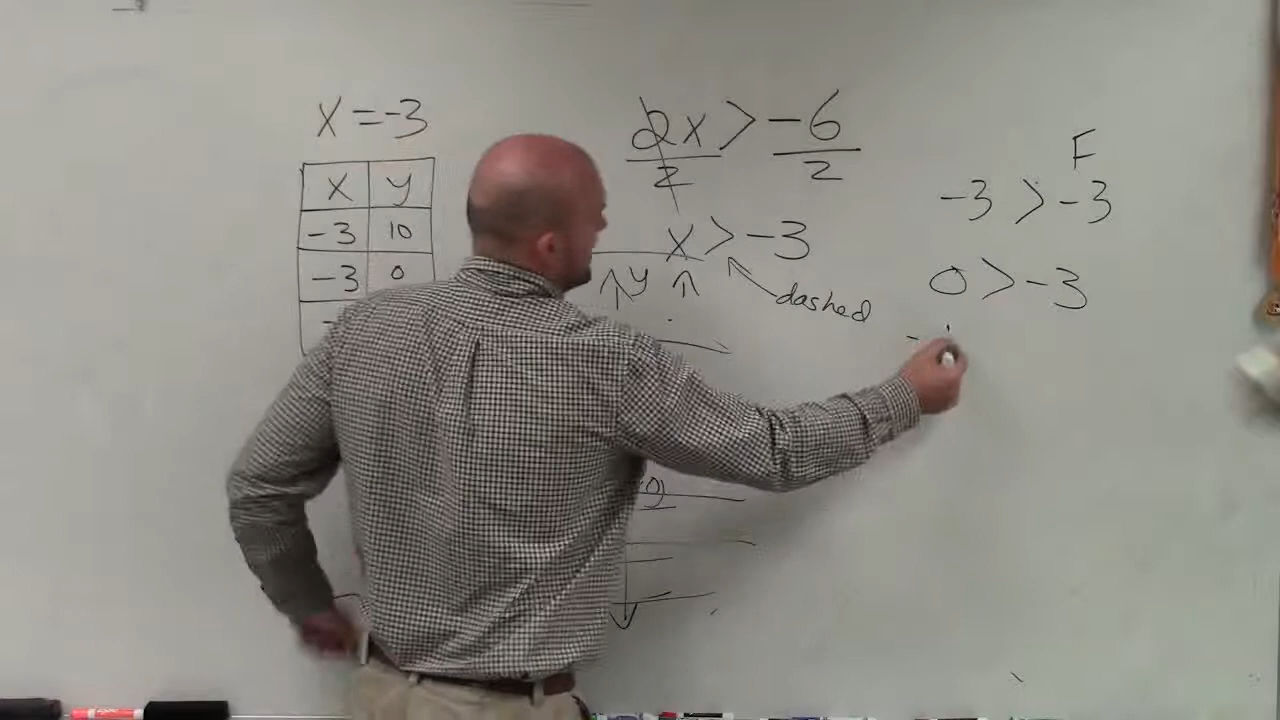 x = -3
x y
-3 10
-3 0
2x > -6
2 2
x > -3
dashed
y
F
-3 > -3
0 > -3